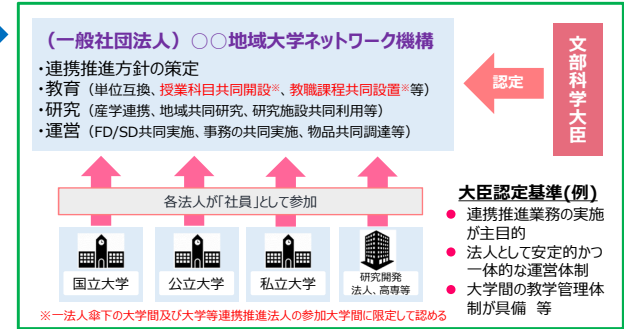 （一般社団法人）○○地域大学ネットワーク機構
・連携推進方針の策定
・教育（単位互換、授業科目共同開設※、教職課程共同設置※等）
・研究（産学連携、地域共同研究、研究施設共同利用等）
・運営（FD/SD共同実施、事務の共同実施、物品共同調達等）
認定
文部科学大臣
各法人が「社員」として参加
国立大学
公立大学
私立大学
研究開発
法人、高専等
大臣認定基準(例)
● 連携推進業務の実施
が主目的
● 法人として安定的かつ
一体的な運営体制
● 大学間の教学管理体
制が具備 等
※一法人傘下の大学間及び大学等連携推進法人の参加大学間に限定して認める